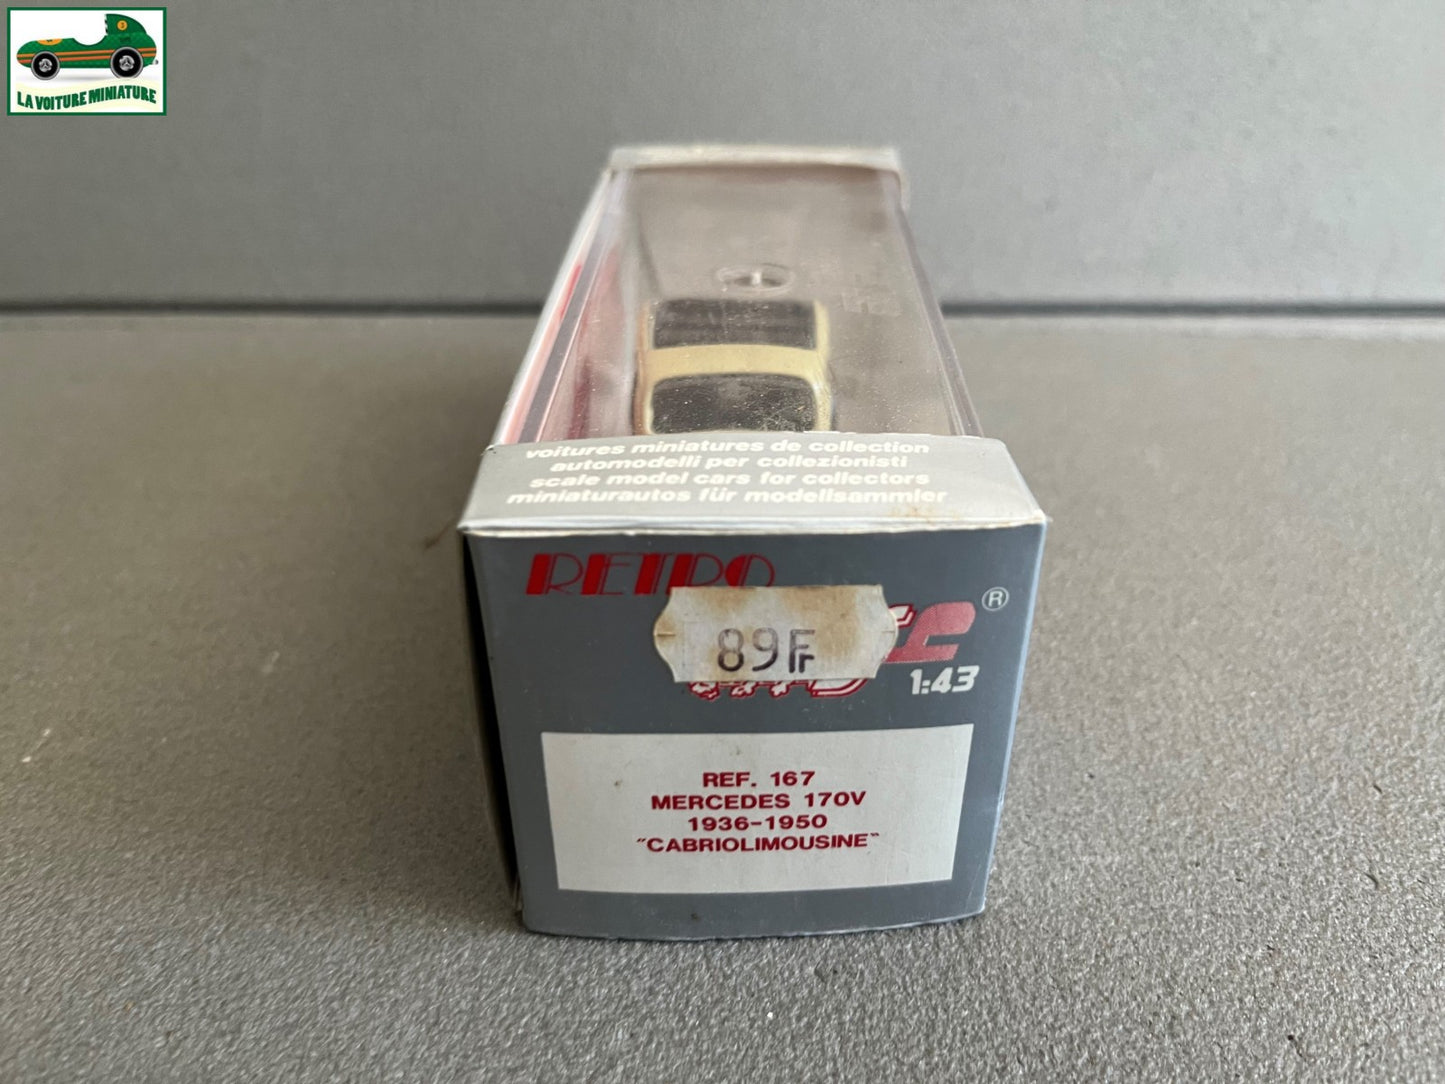 LA VOITURE MINIATURE
voitures miniatures de collection
automodelli per collezionisti
scale model cars for collectors
miniaturautos für modellsammler
RETRO
®
89F
1:43
REF. 167
MERCEDES 170V
1936-1950
"CABRIOLIMOUSINE"